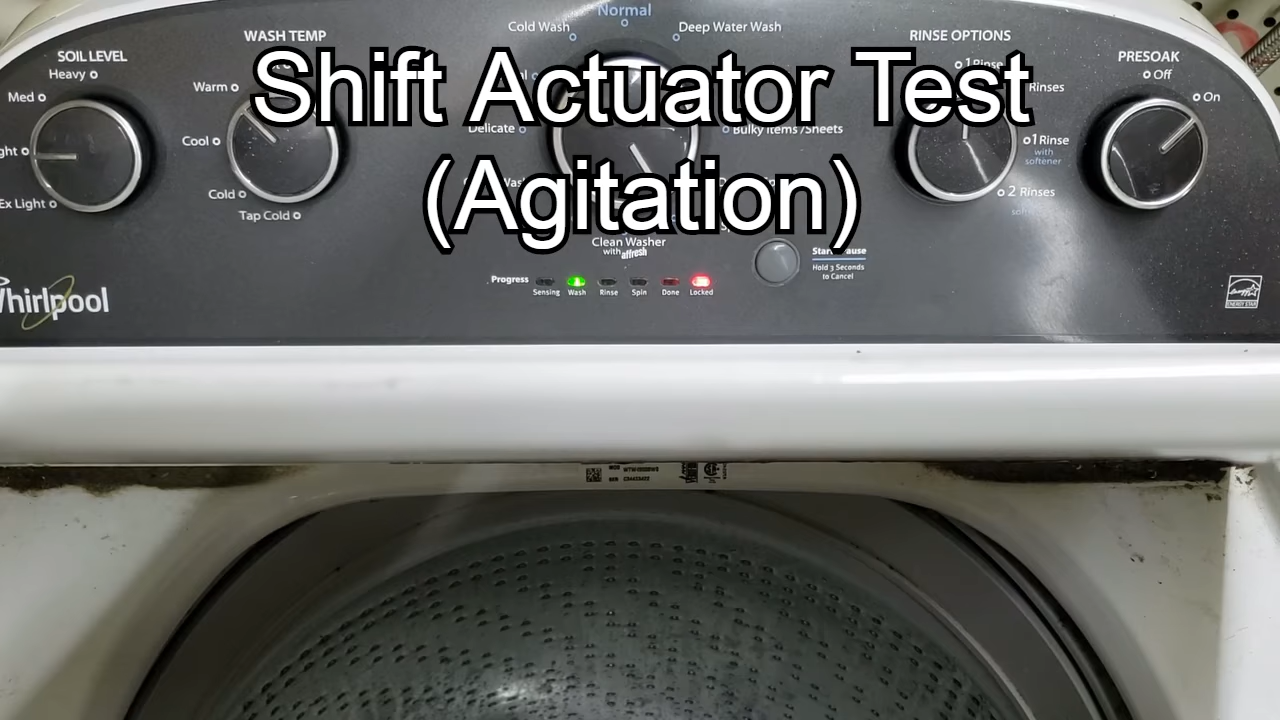 Normal
Cold Wash
Deep Water Wash
WASH TEMP
RINSE OPTIONS
SOIL LEVEL
PRESOAK
Heavy
Off
Shift Actuator Test
Warm
Rinses
Med
On
Delicate
Bulky Items/Sheets
Cool
1 Rinse
with
softener
(Agitation)
Cold
2 Rinses
Ex Light
Tap Cold
Clean Washer
with affresh
Start/Pause
Hold 3 Seconds
to Cancel
Progress
Sensing Wash Rinse Spin Done Locked
Whirlpool
ENERGY STAR